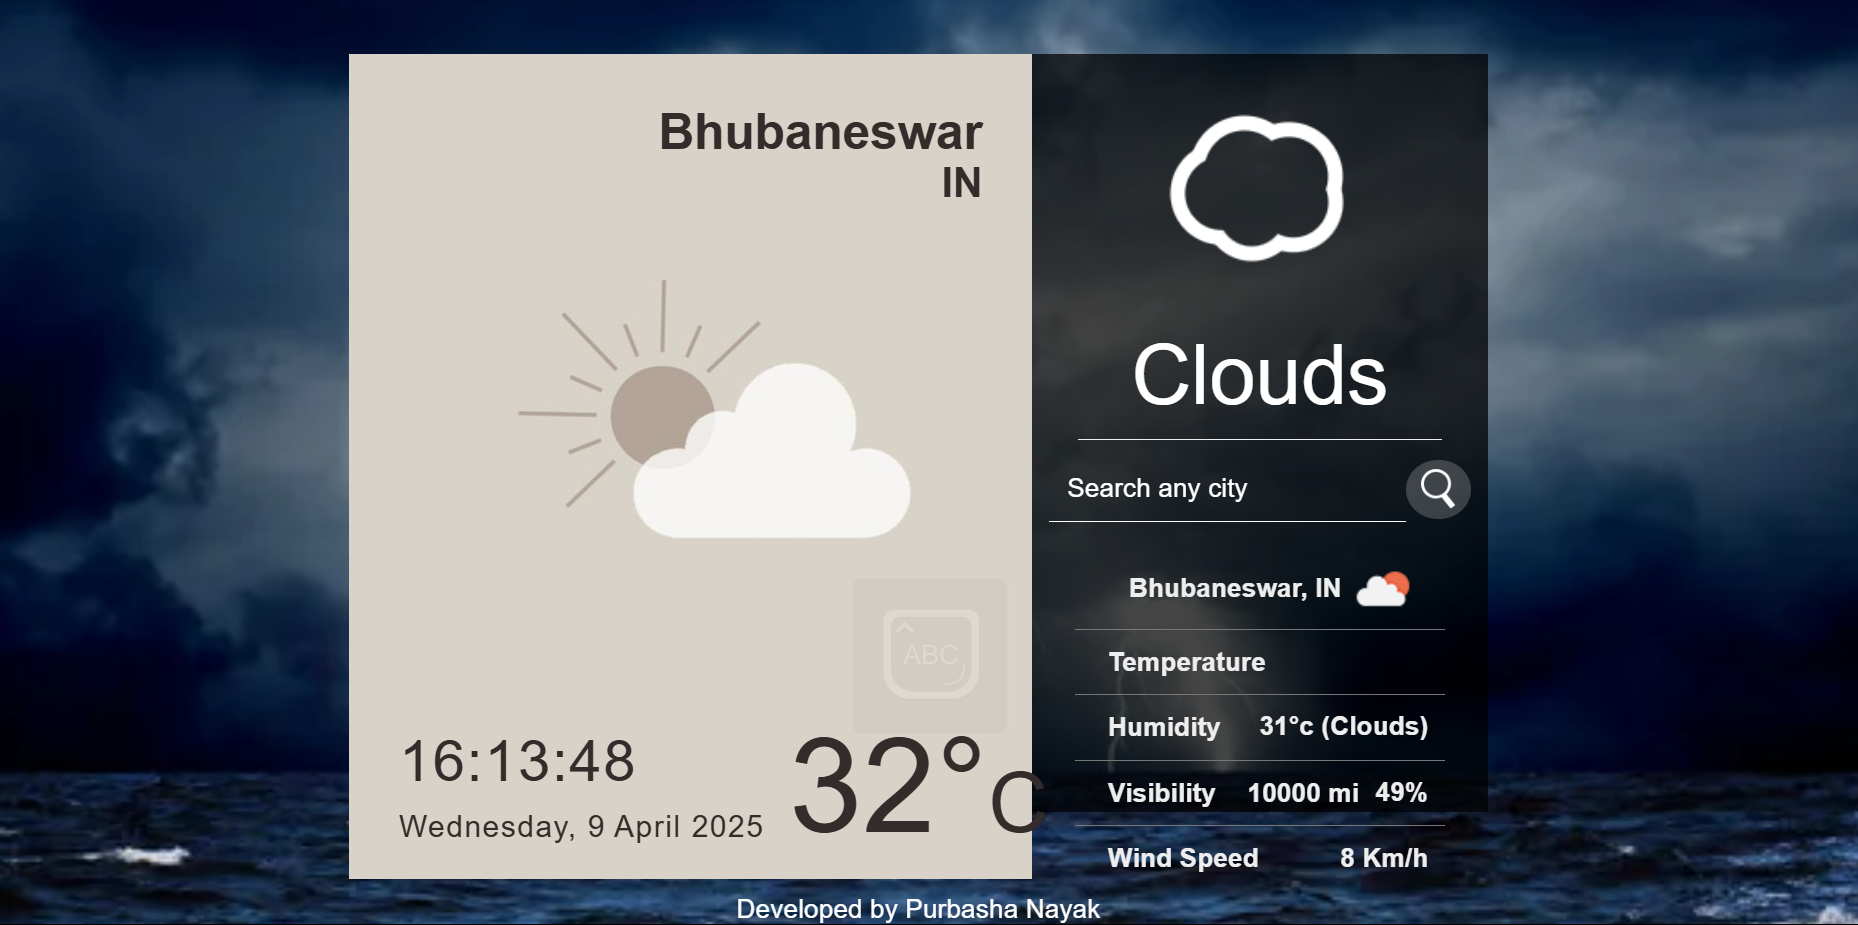 Bhubaneswar
IN
ABC
16:13:48
Wednesday, 9 April 2025
32°c
Clouds
Search any city
Bhubaneswar, IN
Temperature
Humidity 31°c (Clouds)
Visibility 10000 mi 49%
Wind Speed 8 Km/h
Developed by Purbasha Nayak